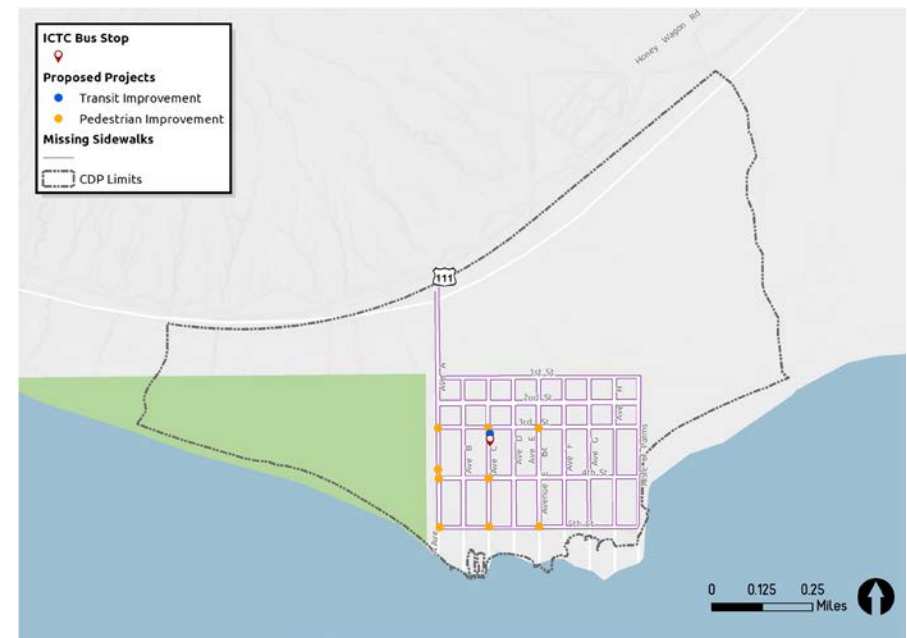 ICTC Bus Stop
Proposed Projects
Transit Improvement
Pedestrian Improvement
Missing Sidewalks
CDP Limits
Honey Wagon Rd
111
Ave A
1st St
2nd St
Ave H
3rd St
Ave B
Ave C
Ave D
Ave E
Ave F
Ave G
4th St
Avenue E
5th St
Ave
0 0.125 0.25
Miles